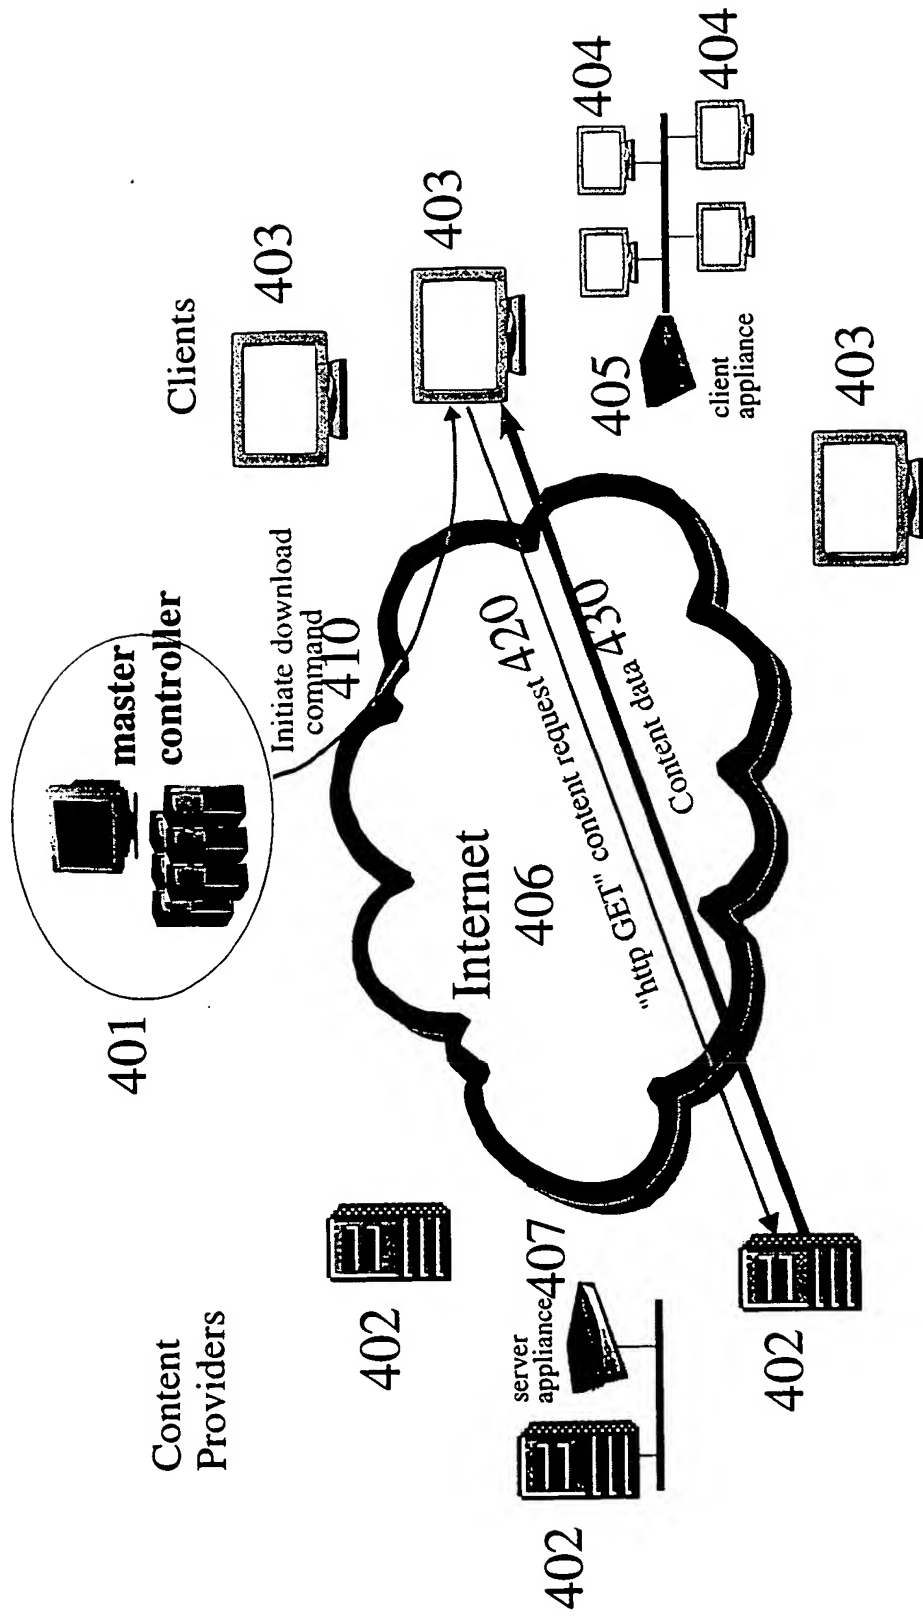 Content
Providers
401
master
controller
Clients
403
Initiate download
command
410
402
Internet
406
403
server
appliance
407
402
"http GET" content request 420
Content data 430
405
client
appliance
404
404
402
403